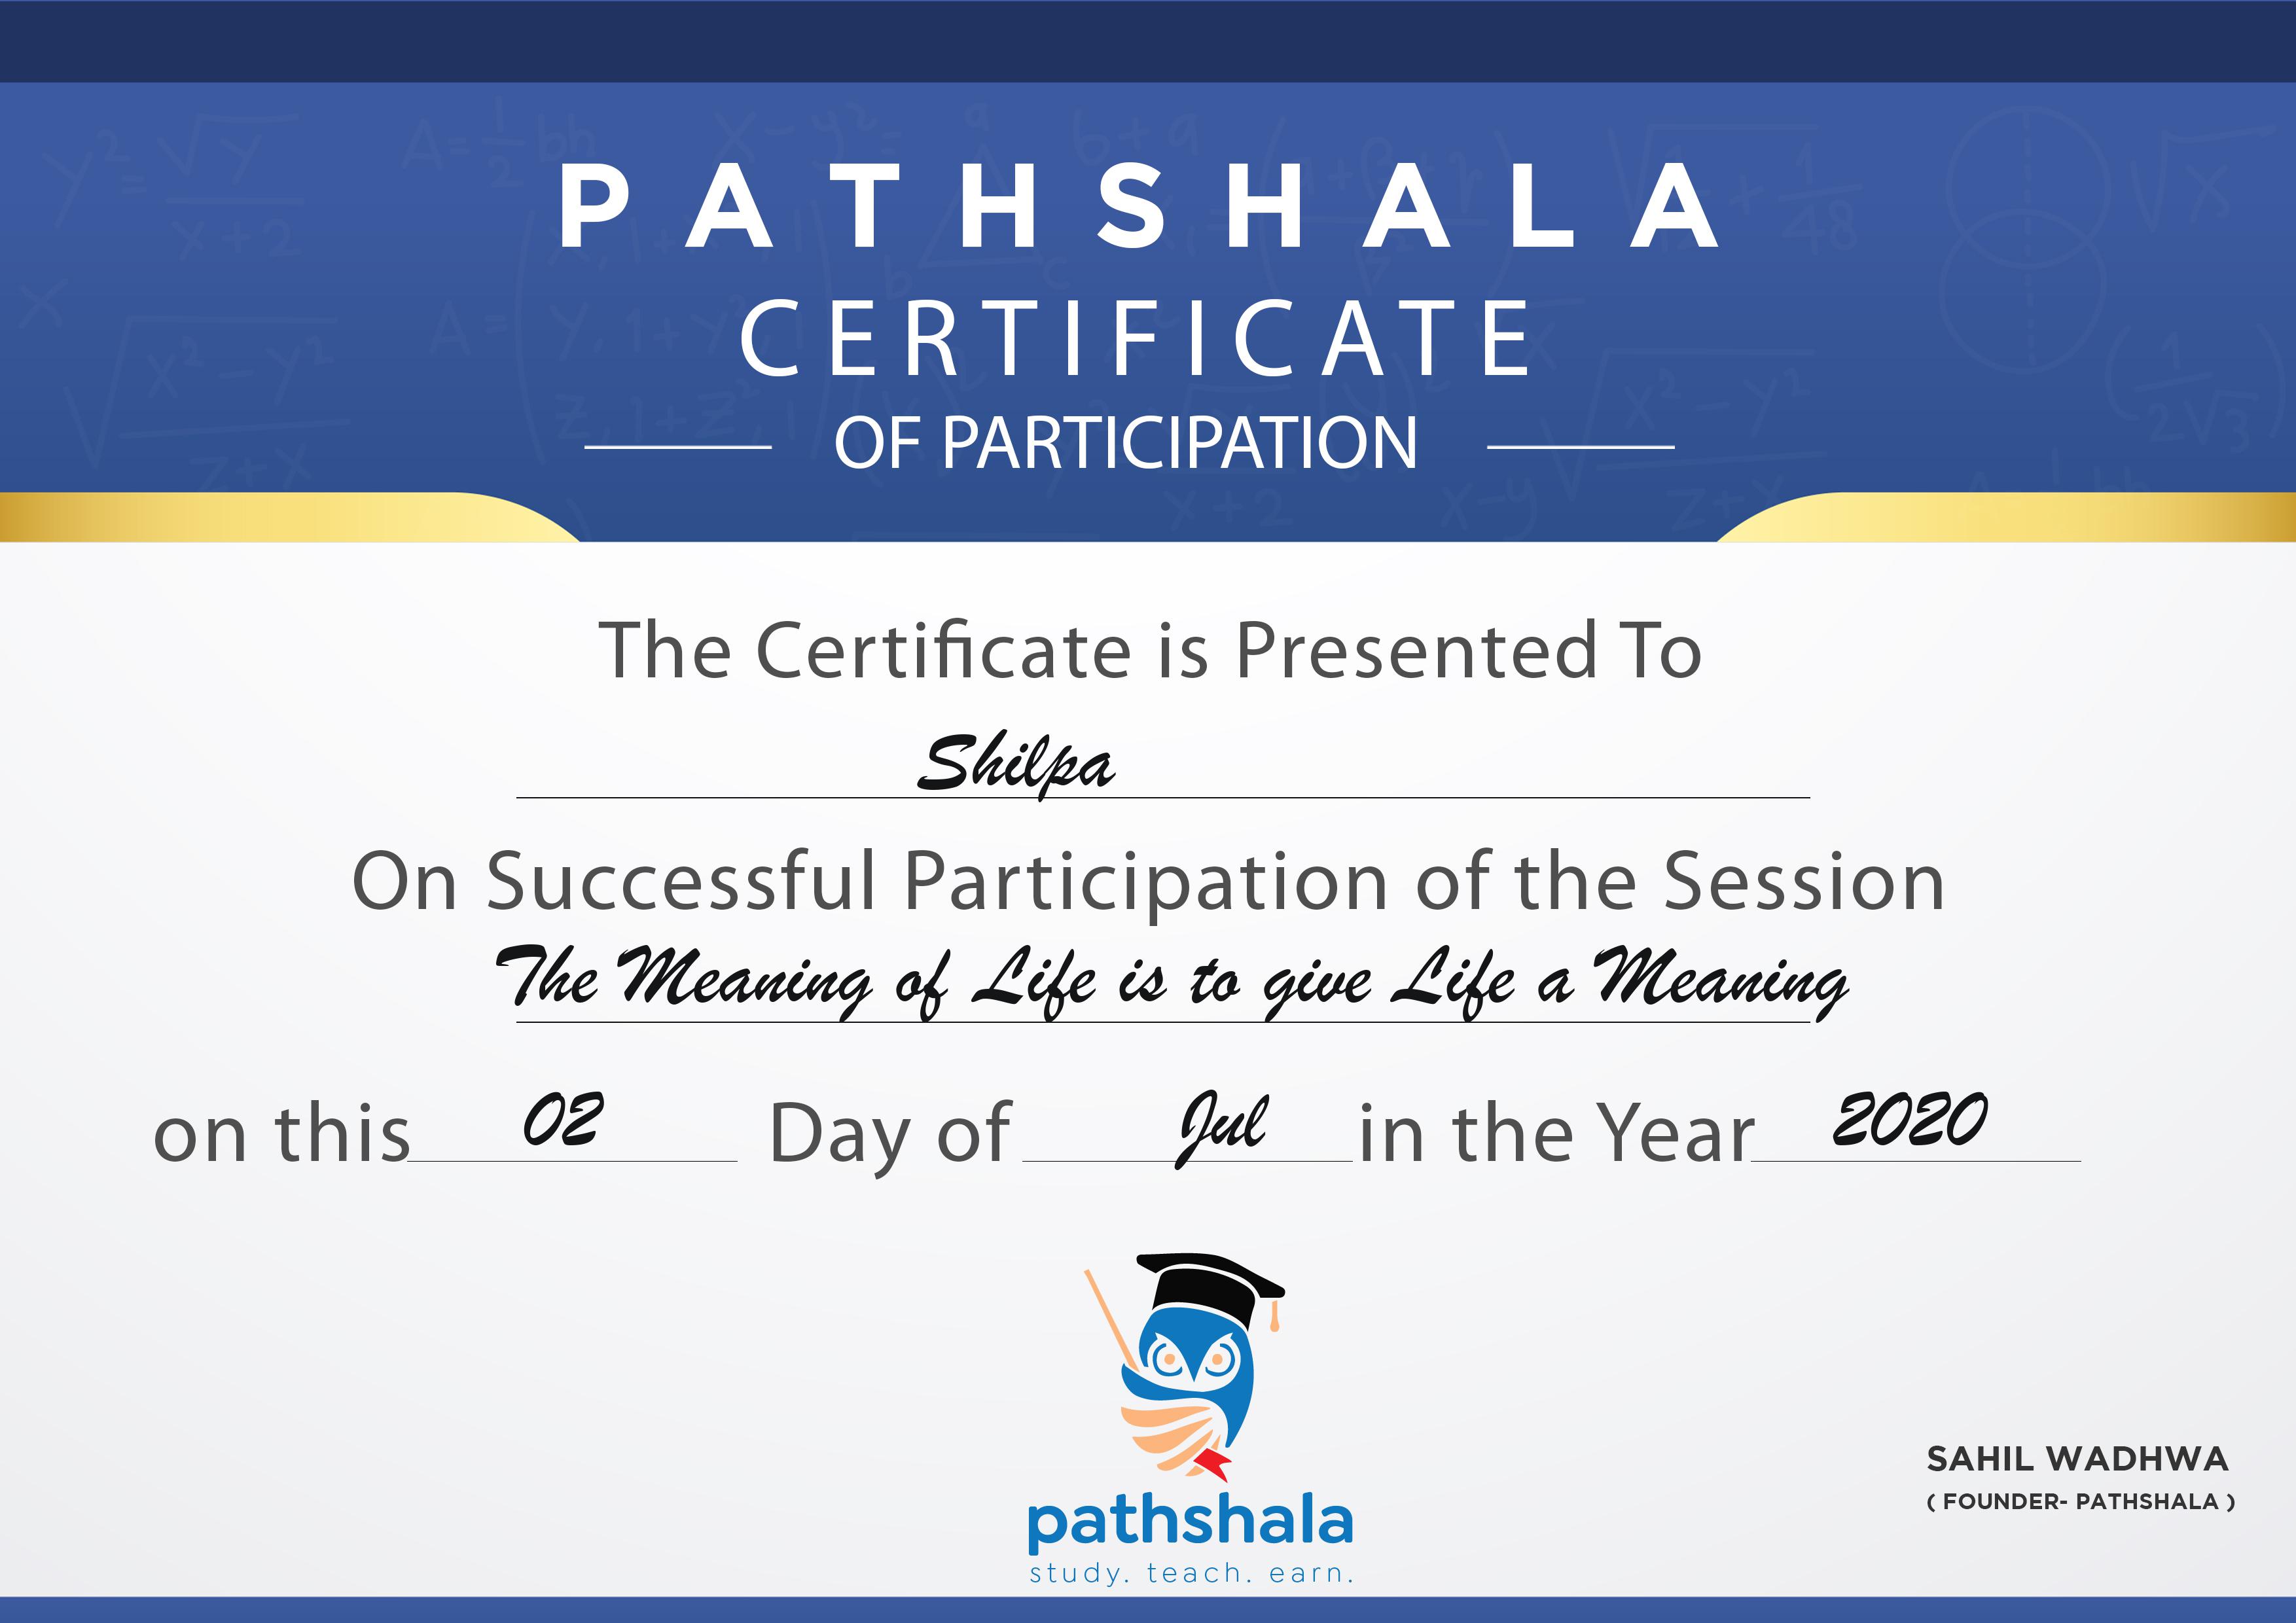 PATHSHALA
CERTIFICATE
OF PARTICIPATION
The Certificate is Presented To
Shilpa
On Successful Participation of the Session
The Meaning of Life is to give Life a Meaning
on this 02 Day of Jul in the Year 2020
pathshala
study. teach. earn.
SAHIL WADHWA
( FOUNDER- PATHSHALA )